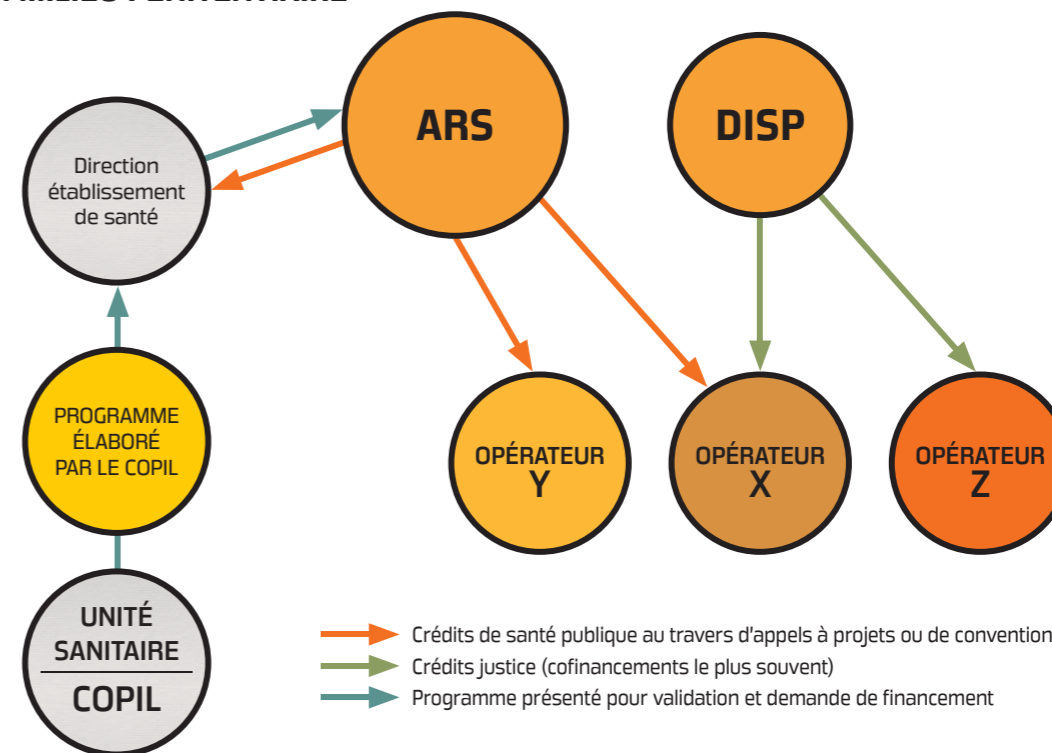 ARS
DISP
Direction
établissement
de santé
PROGRAMME
ÉLABORÉ
PAR LE COPIL
OPÉRATEUR
Y
OPÉRATEUR
X
OPÉRATEUR
Z
UNITÉ
SANITAIRE
COPIL
Crédits de santé publique au travers d'appels à projets ou de convention
Crédits justice (cofinancements le plus souvent)
Programme présenté pour validation et demande de financement